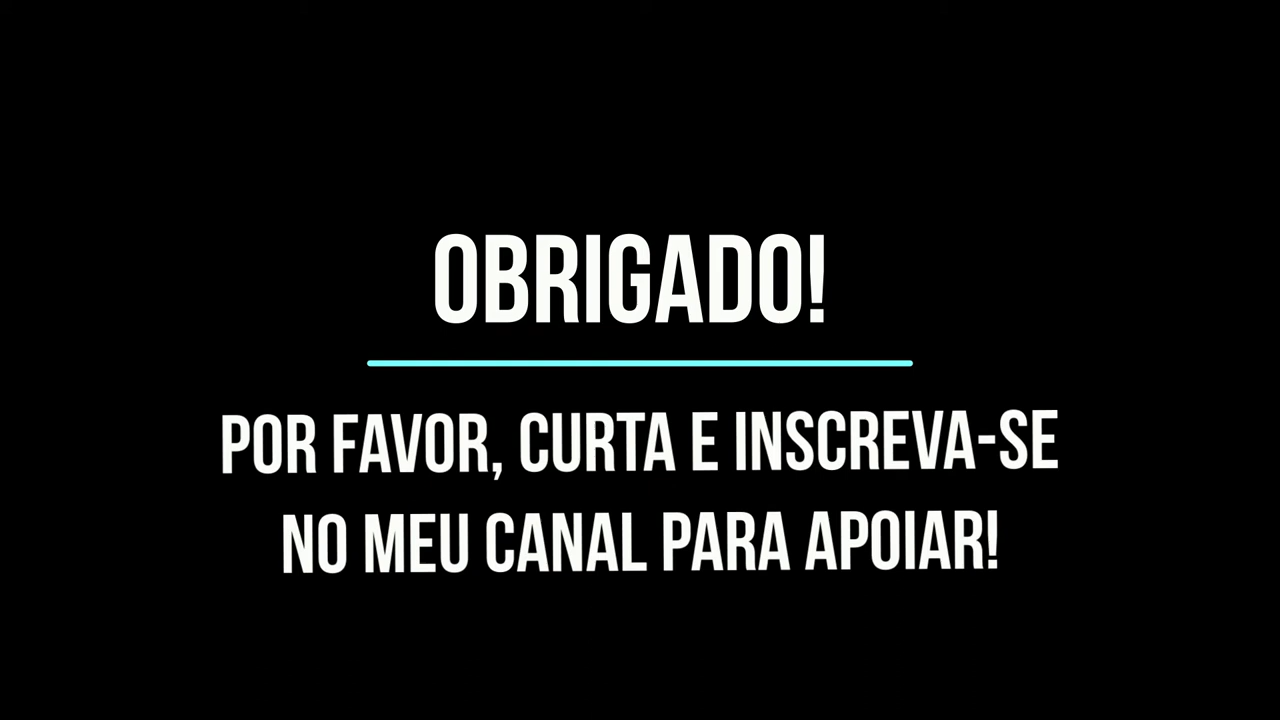 OBRIGADO!
POR FAVOR, CURTA E INSCREVA-SE
NO MEU CANAL PARA APOIAR!